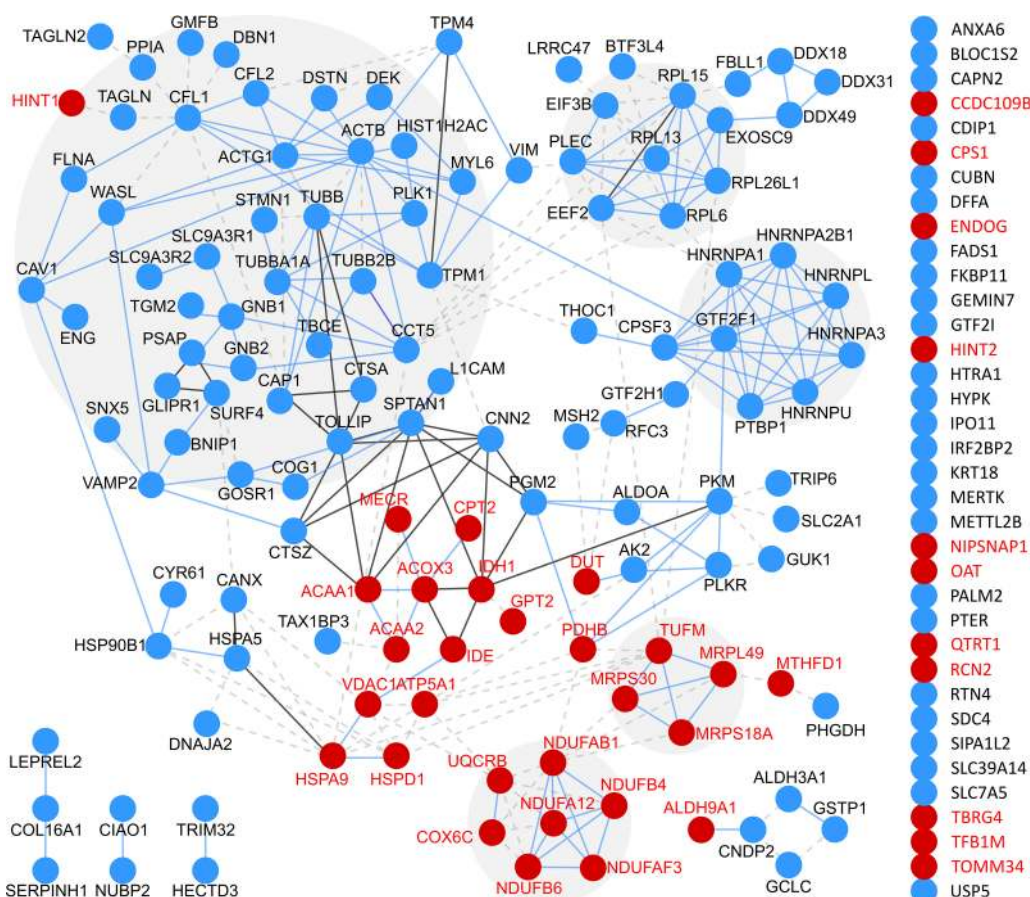 TAGLN2
GMFB
PPIA
DBN1
TPM4
LRRC47
BTF3L4
FBLL1
DDX18
DDX31
DDX49
HINT1
TAGLN
CFL1
CFL2
DSTN
DEK
EIF3B
RPL15
EXOSC9
ACTB
HIST1H2AC
VIM
PLEC
RPL13
FLNA
ACTG1
MYL6
WASL
STMN1
TUBB
PLK1
RPL26L1
EEF2
RPL6
SLC9A3R1
SLC9A3R2
TUBBA1A
TUBB2B
TPM1
HNRNPA2B1
HNRNPA1
HNRNPL
CAV1
ENG
TGM2
GNB1
TBCE
CCT5
THOC1
CPSF3
GTF2F1
HNRNPA3
PSAP
GNB2
CTSA
L1CAM
GLIPR1
SURF4
CAP1
SPTAN1
GTF2H1
PTBP1
HNRNPU
SNX5
BNIP1
TOLLIP
CNN2
MSH2
RFC3
VAMP2
GOSR1
COG1
PGM2
ALDOA
PKM
TRIP6
MECR
CPT2
SLC2A1
CTSZ
AK2
GUK1
CYR61
CANX
ACAA1
ACOX3
IDH1
DUT
PLKR
GPT2
HSP90B1
HSPA5
TAX1BP3
ACAA2
IDE
PDHB
TUFM
MRPL49
MTHFD1
VDAC1
ATP5A1
MRPS30
DNAJA2
HSPA9
HSPD1
UQCRB
NDUFAB1
MRPS18A
PHGDH
LEPREL2
NDUFB4
ALDH3A1
COL16A1
CIAO1
TRIM32
COX6C
NDUFA12
ALDH9A1
GSTP1
CNDP2
SERPINH1
NUBP2
HECTD3
NDUFB6
NDUFAF3
GCLC
ANXA6
BLOC1S2
CAPN2
CCDC109B
CDIP1
CPS1
CUBN
DFFA
ENDOG
FADS1
FKBP11
GEMIN7
GTF2I
HINT2
HTRA1
HYPK
IPO11
IRF2BP2
KRT18
MERTK
METTL2B
NIPSNAP1
OAT
PALM2
PTER
QTRT1
RCN2
RTN4
SDC4
SIPA1L2
SLC39A14
SLC7A5
TBRG4
TFB1M
TOMM34
USP5